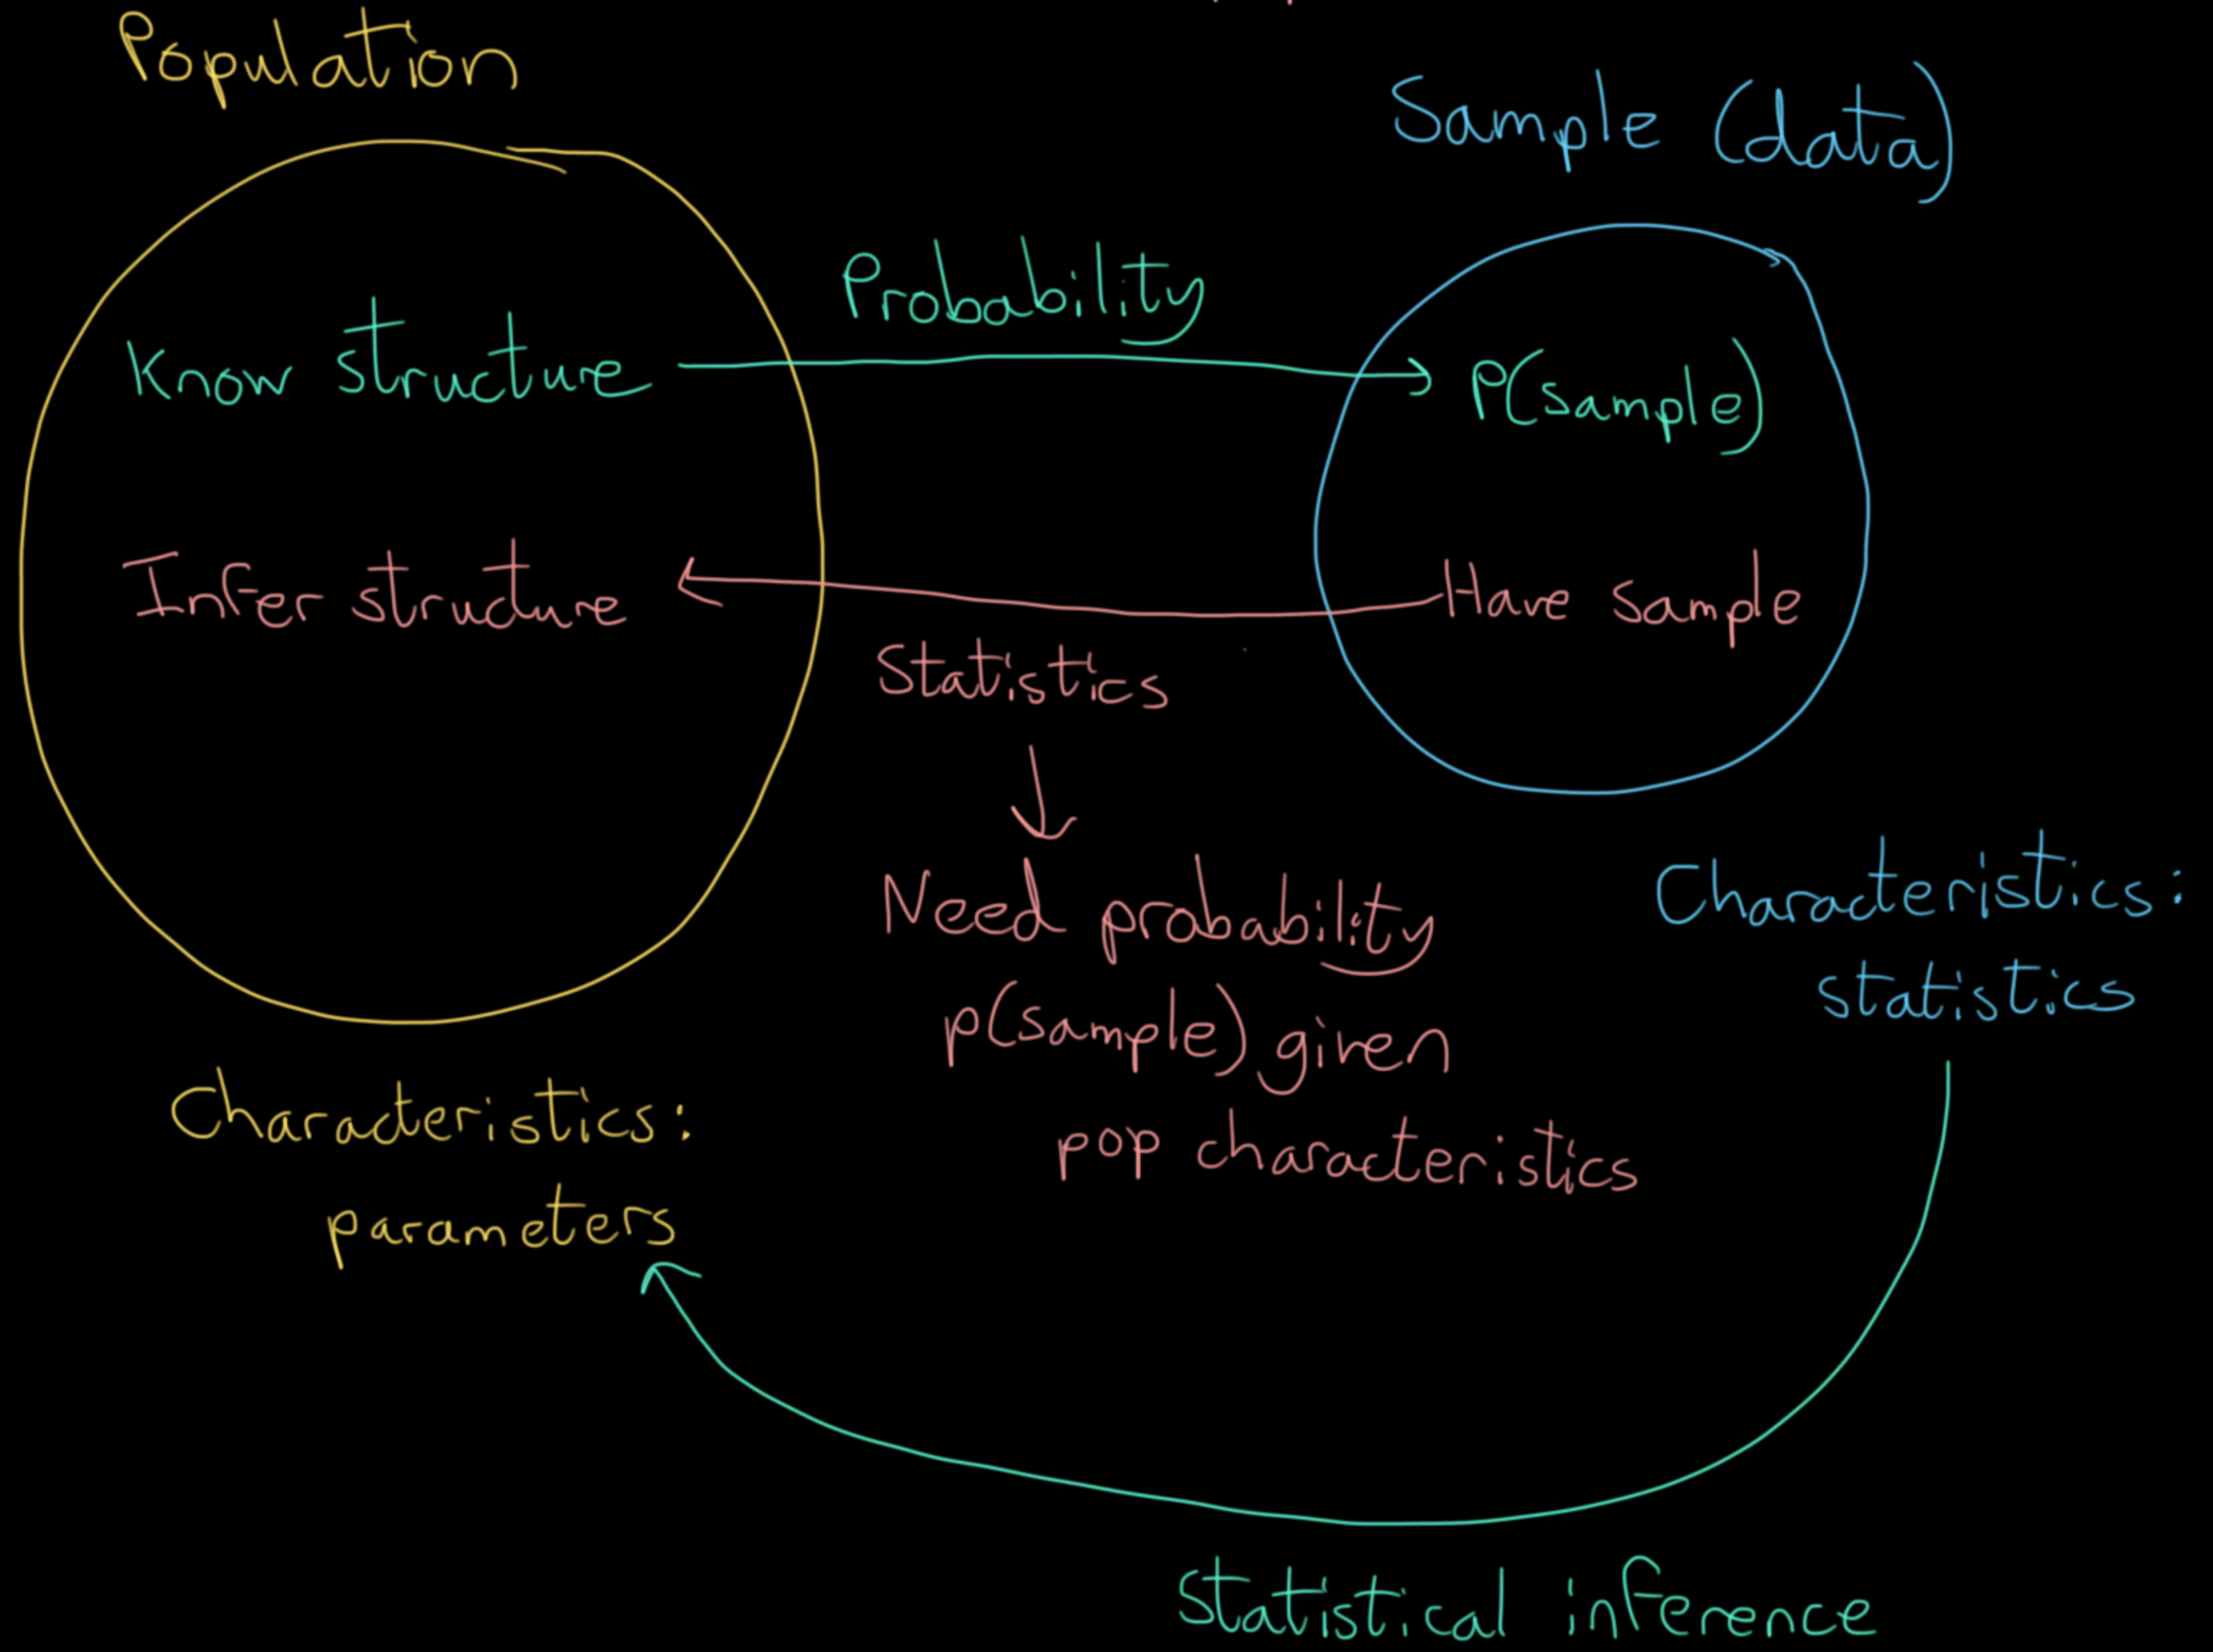 Population
Sample (data)
Probability
Know structure
P(sample)
Infer structure
Have sample
Statistics
Need probability
p(sample) given
pop characteristics
Characteristics:
statistics
Characteristics:
parameters
Statistical inference